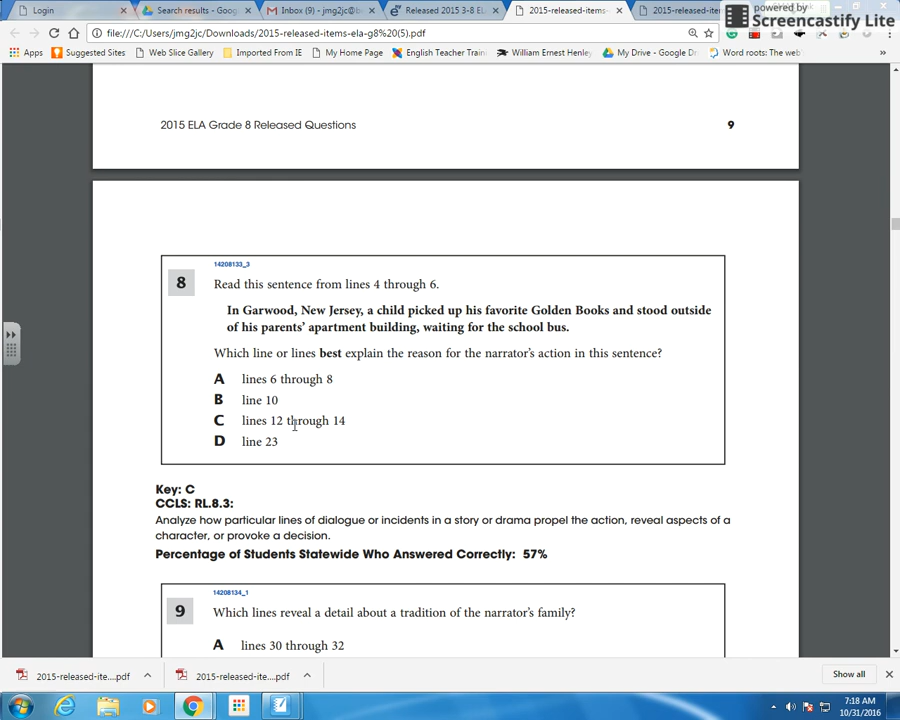 powered by
Screencastify Lite
Login
Search results - Goog
Inbox (9) - jmg2jc@b
Released 2015 3-8 EL
2015-released-items-
2015-released-ite
file:///C:/Users/jmg2jc/Downloads/2015-released-items-ela-g8%20(5).pdf
Apps
Suggested Sites
Web Slice Gallery
Imported From IE
My Home Page
English Teacher Train
William Ernest Henle
My Drive - Google Dr
Word roots: The web
2015 ELA Grade 8 Released Questions
9
14208133_3
8
Read this sentence from lines 4 through 6.
In Garwood, New Jersey, a child picked up his favorite Golden Books and stood outside
of his parents' apartment building, waiting for the school bus.
Which line or lines best explain the reason for the narrator's action in this sentence?
A lines 6 through 8
B line 10
C lines 12 through 14
D line 23
Key: C
CCLS: RL.8.3:
Analyze how particular lines of dialogue or incidents in a story or drama propel the action, reveal aspects of a
character, or provoke a decision.
Percentage of Students Statewide Who Answered Correctly: 57%
14208134_1
9
Which lines reveal a detail about a tradition of the narrator's family?
A lines 30 through 32
2015-released-ite....pdf
2015-released-ite....pdf
Show all
7:18 AM
10/31/2016